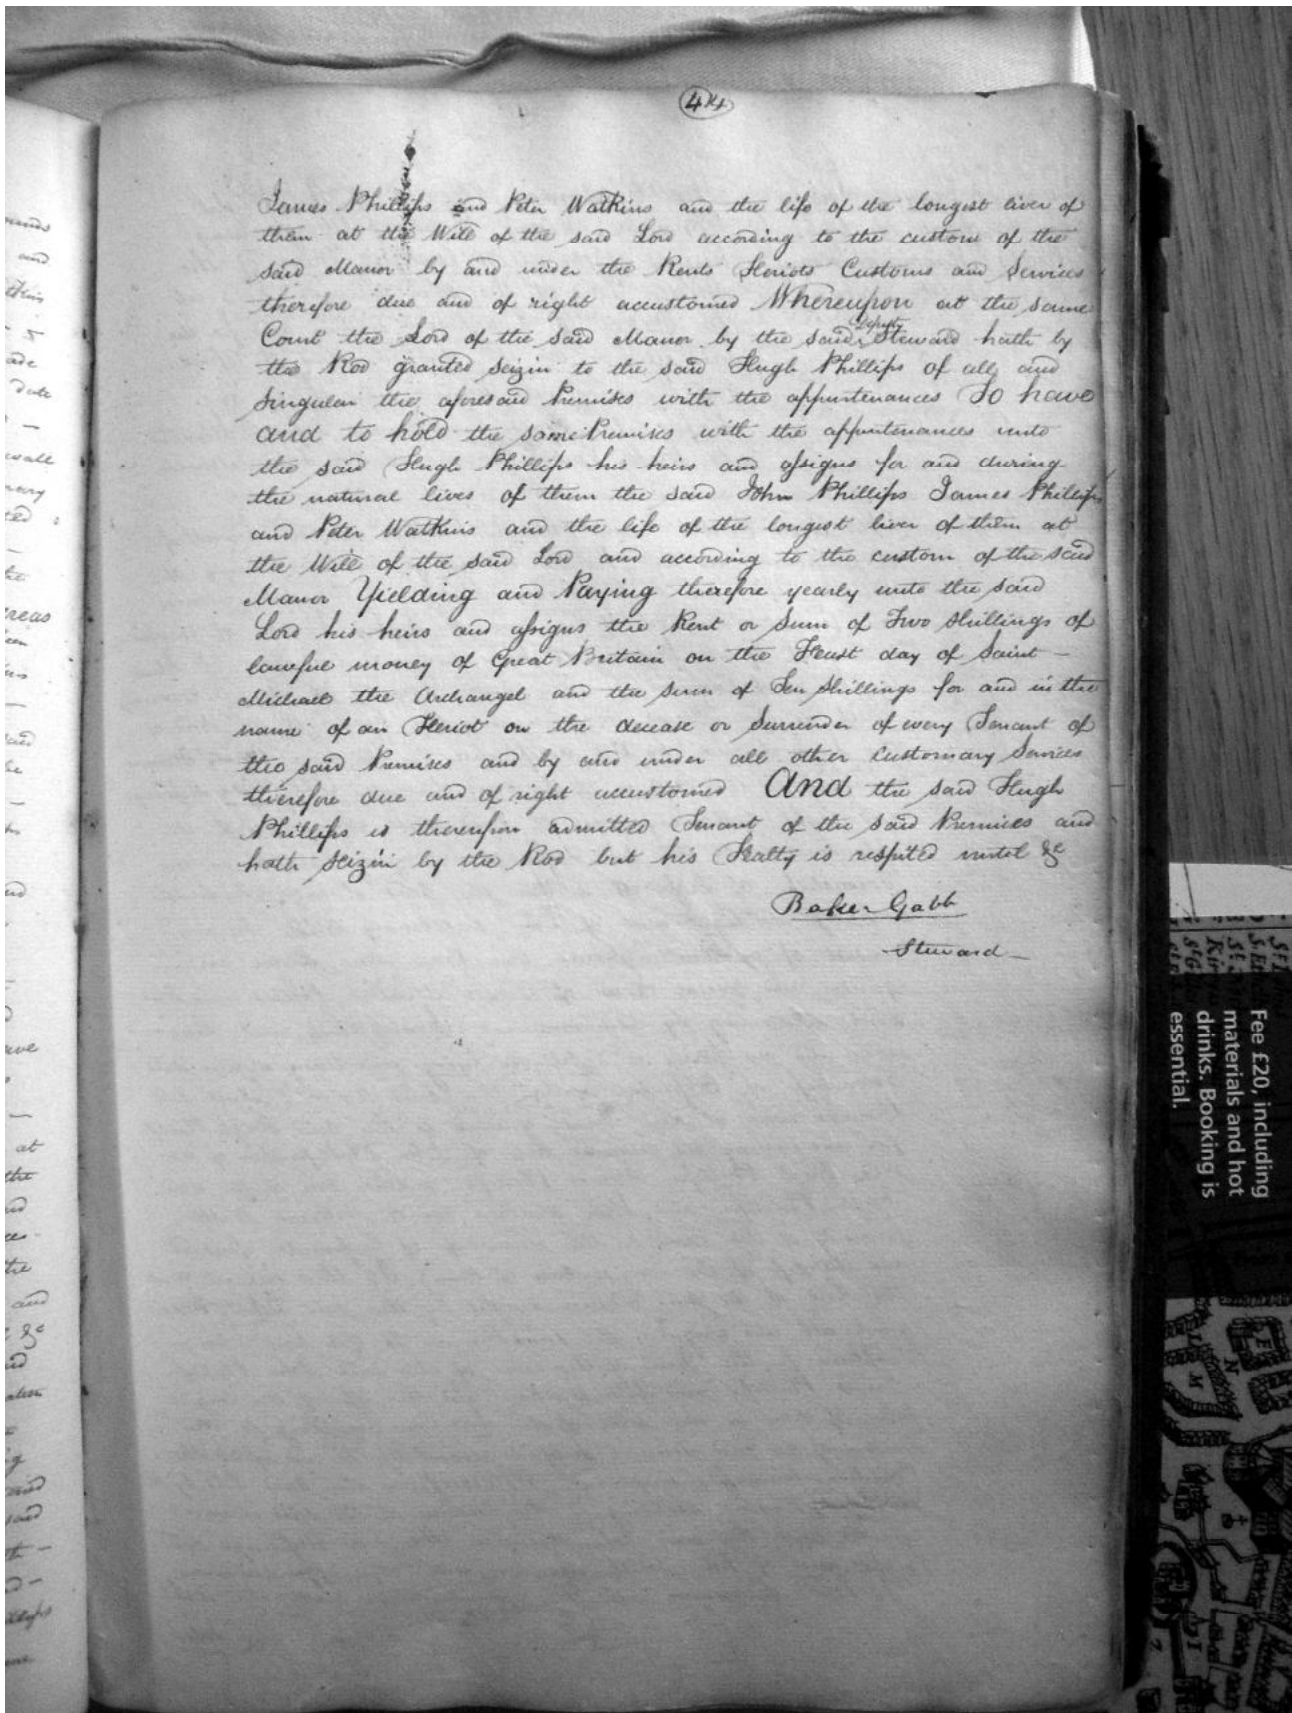 44
James Phillips and Peter Watkins and the life of the longest liver of
them at the Will of the said Lord according to the custom of the
said Manor by and under the Rents Heriots Customs and Services
therefore due and of right accustomed Whereupon at the same
Court the Lord of the said Manor by the said Deputy Steward hath by
the Rod granted seizin to the said Hugh Phillips of all and
Singular the aforesaid Premises with the appurtenances To have
and to hold the same Premises with the appurtenances unto
the said Hugh Phillips his heirs and assigns for and during
the natural lives of them the said John Phillips James Phillips
and Peter Watkins and the life of the longest liver of them at
the Will of the said Lord and according to the custom of the said
Manor Yielding and Paying therefore yearly unto the said
Lord his heirs and assigns the Rent or Sum of Two Shillings of
lawful money of Great Britain on the Feast day of Saint –
Michael the Archangel and the sum of Ten Shillings for and in the
name of an Heriot on the decease or Surrender of every Tenant of
the said Premises and by and under all other Customary Services
therefore due and of right accustomed And the said Hugh
Phillips is thereupon admitted Tenant of the said Premises and
hath Seizin by the Rod but his Fealty is respited until &c
Baker Gabb
Steward
Fee £20, including
materials and hot
drinks. Booking is
essential.